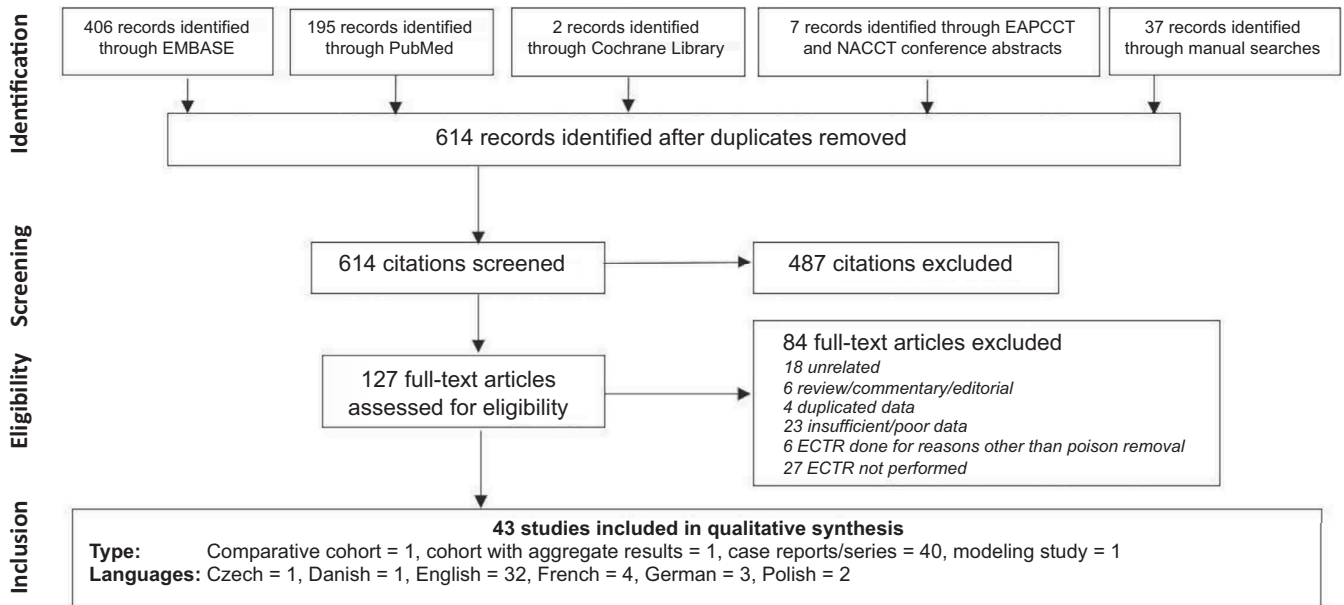 Identification
406 records identified
through EMBASE
195 records identified
through PubMed
2 records identified
through Cochrane Library
7 records identified through EAPCCT
and NACCT conference abstracts
37 records identified
through manual searches
614 records identified after duplicates removed
Screening
614 citations screened
487 citations excluded
Eligibility
127 full-text articles
assessed for eligibility
84 full-text articles excluded
18 unrelated
6 review/commentary/editorial
4 duplicated data
23 insufficient/poor data
6 ECTR done for reasons other than poison removal
27 ECTR not performed
Inclusion
43 studies included in qualitative synthesis
Type: Comparative cohort = 1, cohort with aggregate results = 1, case reports/series = 40, modeling study = 1
Languages: Czech = 1, Danish = 1, English = 32, French = 4, German = 3, Polish = 2